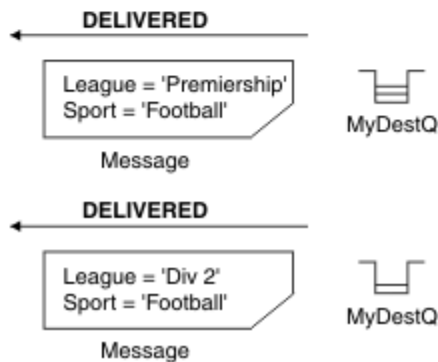 DELIVERED
League = 'Premiership'
Sport = 'Football'
MyDestQ
Message
DELIVERED
League = 'Div 2'
Sport = 'Football'
MyDestQ
Message